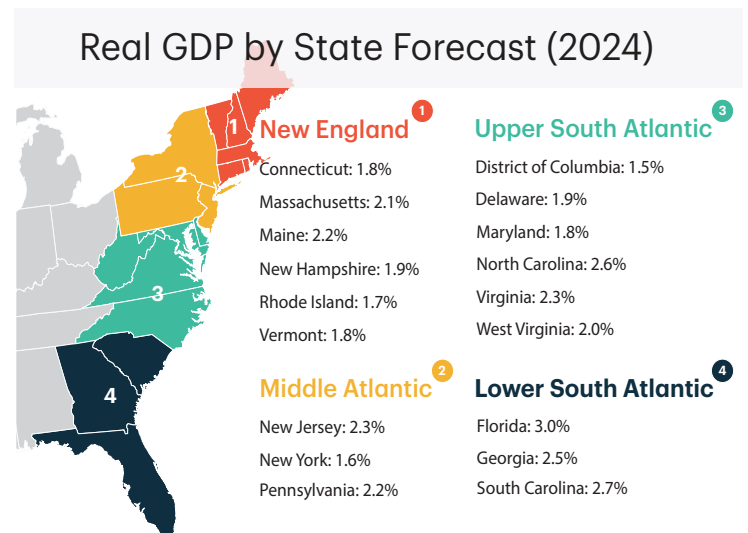 Real GDP by State Forecast (2024)
1
2
3
4
New England 1
Connecticut: 1.8%
Massachusetts: 2.1%
Maine: 2.2%
New Hampshire: 1.9%
Rhode Island: 1.7%
Vermont: 1.8%
Upper South Atlantic 3
District of Columbia: 1.5%
Delaware: 1.9%
Maryland: 1.8%
North Carolina: 2.6%
Virginia: 2.3%
West Virginia: 2.0%
Middle Atlantic 2
New Jersey: 2.3%
New York: 1.6%
Pennsylvania: 2.2%
Lower South Atlantic 4
Florida: 3.0%
Georgia: 2.5%
South Carolina: 2.7%